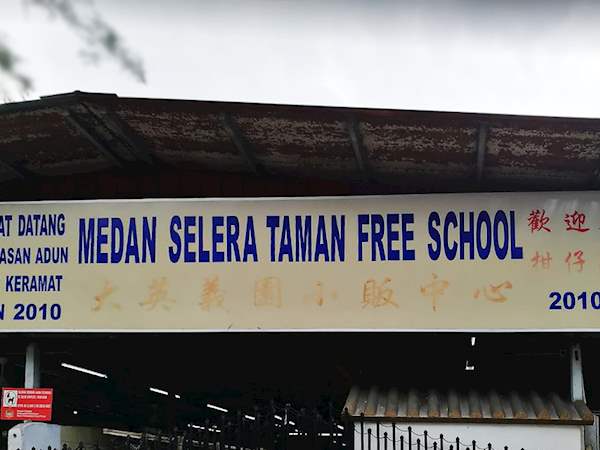 AT DATANG
ASAN ADUN
KERAMAT
N 2010
MEDAN SELERA TAMAN FREE SCHOOL
大英義園小販中心
歡迎
柑仔
2010